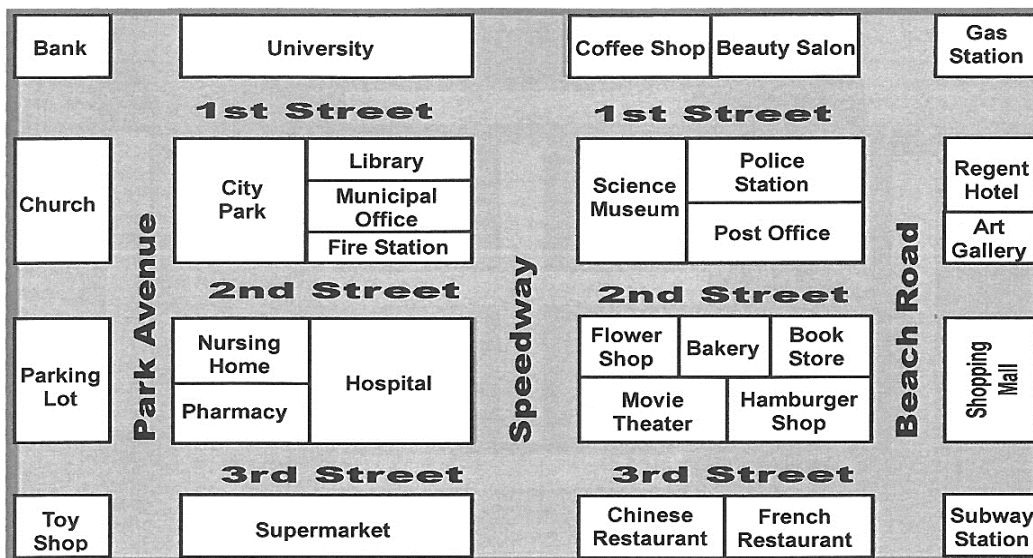 Bank
University
Coffee Shop
Beauty Salon
Gas
Station
1st Street
1st Street
Church
City
Park
Library
Municipal
Office
Fire Station
Science
Museum
Police
Station
Post Office
Regent
Hotel
Art
Gallery
Park Avenue
Speedway
Beach Road
2nd Street
2nd Street
Parking
Lot
Nursing
Home
Pharmacy
Hospital
Flower
Shop
Bakery
Book
Store
Movie
Theater
Hamburger
Shop
Shopping
Mall
3rd Street
3rd Street
Toy
Shop
Supermarket
Chinese
Restaurant
French
Restaurant
Subway
Station